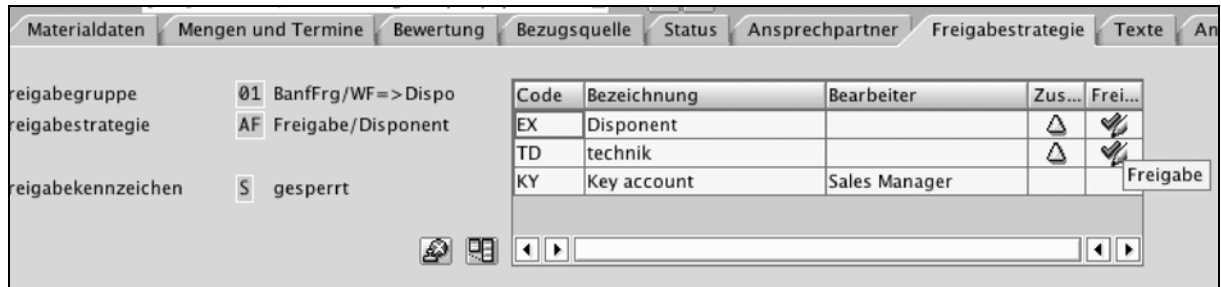 Materialdaten Mengen und Termine Bewertung Bezugsquelle Status Ansprechpartner Freigabestrategie Texte An
reigabegruppe 01 BanfFrg/WF=>Dispo
reigabestrategie AF Freigabe/Disponent
reigabekennzeichen S gesperrt
Code Bezeichnung Bearbeiter Zus... Frei...
EX Disponent
TD technik
KY Key account Sales Manager
Freigabe